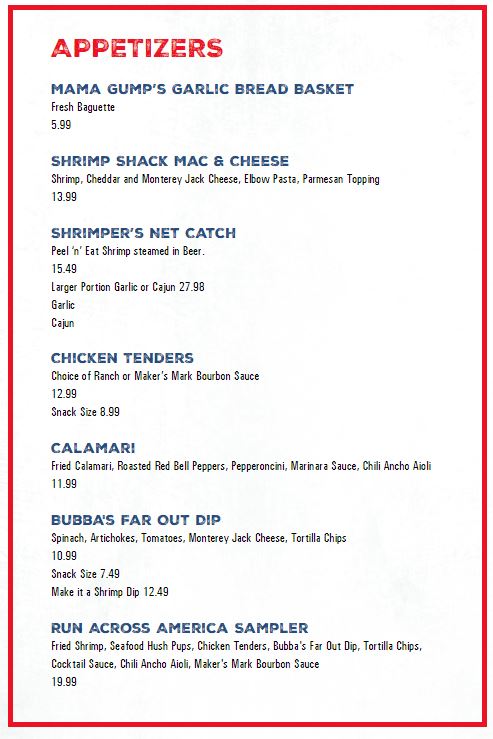 APPETIZERS
MAMA GUMP'S GARLIC BREAD BASKET
Fresh Baguette
5.99
SHRIMP SHACK MAC & CHEESE
Shrimp, Cheddar and Monterey Jack Cheese, Elbow Pasta, Parmesan Topping
13.99
SHRIMPER'S NET CATCH
Peel 'n' Eat Shrimp steamed in Beer.
15.49
Larger Portion Garlic or Cajun 27.98
Garlic
Cajun
CHICKEN TENDERS
Choice of Ranch or Maker's Mark Bourbon Sauce
12.99
Snack Size 8.99
CALAMARI
Fried Calamari, Roasted Red Bell Peppers, Pepperoncini, Marinara Sauce, Chili Ancho Aioli
11.99
BUBBA'S FAR OUT DIP
Spinach, Artichokes, Tomatoes, Monterey Jack Cheese, Tortilla Chips
10.99
Snack Size 7.49
Make it a Shrimp Dip 12.49
RUN ACROSS AMERICA SAMPLER
Fried Shrimp, Seafood Hush Pups, Chicken Tenders, Bubba's Far Out Dip, Tortilla Chips,
Cocktail Sauce, Chili Ancho Aioli, Maker's Mark Bourbon Sauce
19.99